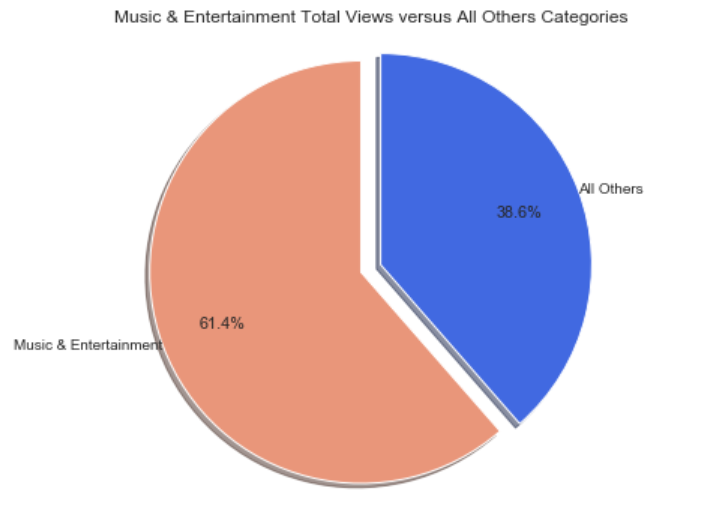 Music & Entertainment Total Views versus All Others Categories
All Others
38.6%
61.4%
Music & Entertainment